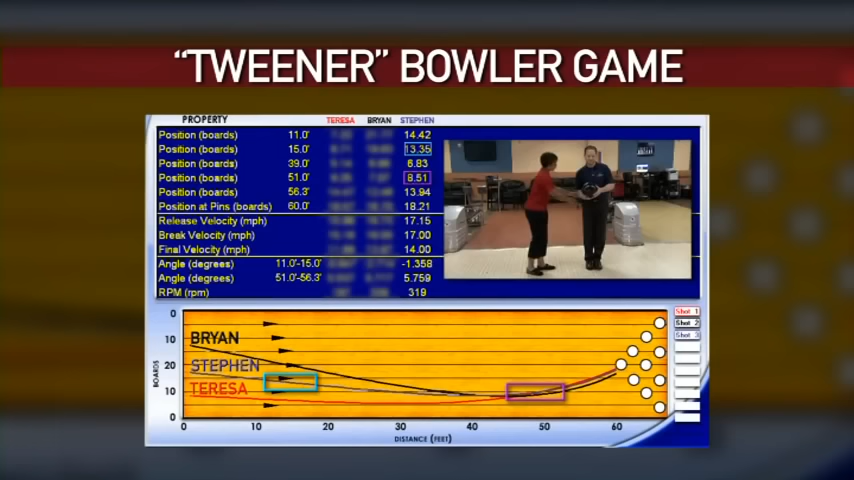 “TWEENER” BOWLER GAME
PROPERTY TERESA BRYAN STEPHEN
Position (boards) 11.0' 14.42
Position (boards) 15.0' 13.35
Position (boards) 39.0' 6.83
Position (boards) 51.0' 8.51
Position (boards) 56.3' 13.94
Position at Pins (boards) 60.0' 18.21
Release Velocity (mph) 17.15
Break Velocity (mph) 17.00
Final Velocity (mph) 14.00
Angle (degrees) 11.0'-15.0' -1.358
Angle (degrees) 51.0'-56.3' 5.759
RPM (rpm) 319
0
10
20
10
0
BOARDS
BRYAN
STEPHEN
TERESA
Shot 1
Shot 2
Shot 3
0 10 20 30 40 50 60
DISTANCE (FEET)